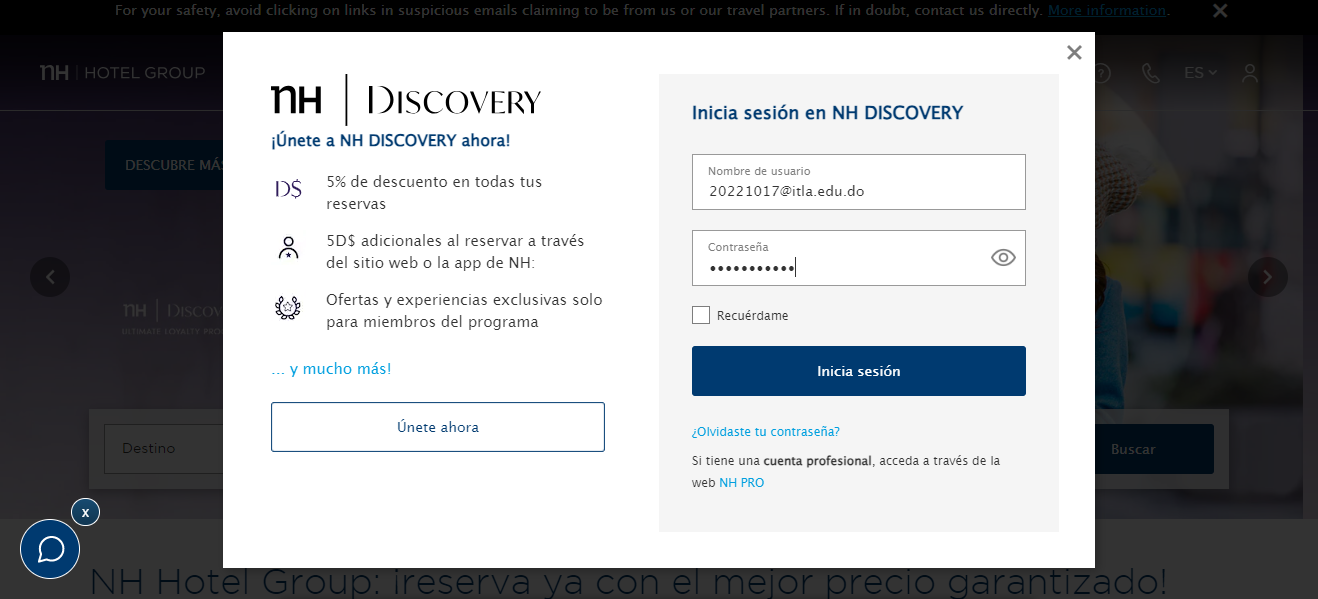 For your safety, avoid clicking on links in suspicious emails claiming to be from us or our travel partners. If in doubt, contact us directly. More information.
nH | HOTEL GROUP
ES
DESCUBRE MÁS
nH | DISCOVERY
¡Únete a NH DISCOVERY ahora!
D$ 5% de descuento en todas tus
reservas
5D$ adicionales al reservar a través
del sitio web o la app de NH:
Ofertas y experiencias exclusivas solo
para miembros del programa
... y mucho más!
Únete ahora
Inicia sesión en NH DISCOVERY
Nombre de usuario
20221017@itla.edu.do
Contraseña
•••••••••••
Recuérdame
Inicia sesión
¿Olvidaste tu contraseña?
Si tiene una cuenta profesional, acceda a través de la
web NH PRO
nH | DISCOV
ULTIMATE LOYALTY
Destino
Buscar
x
NH Hotel Group: ¡reserva ya con el mejor precio garantizado!